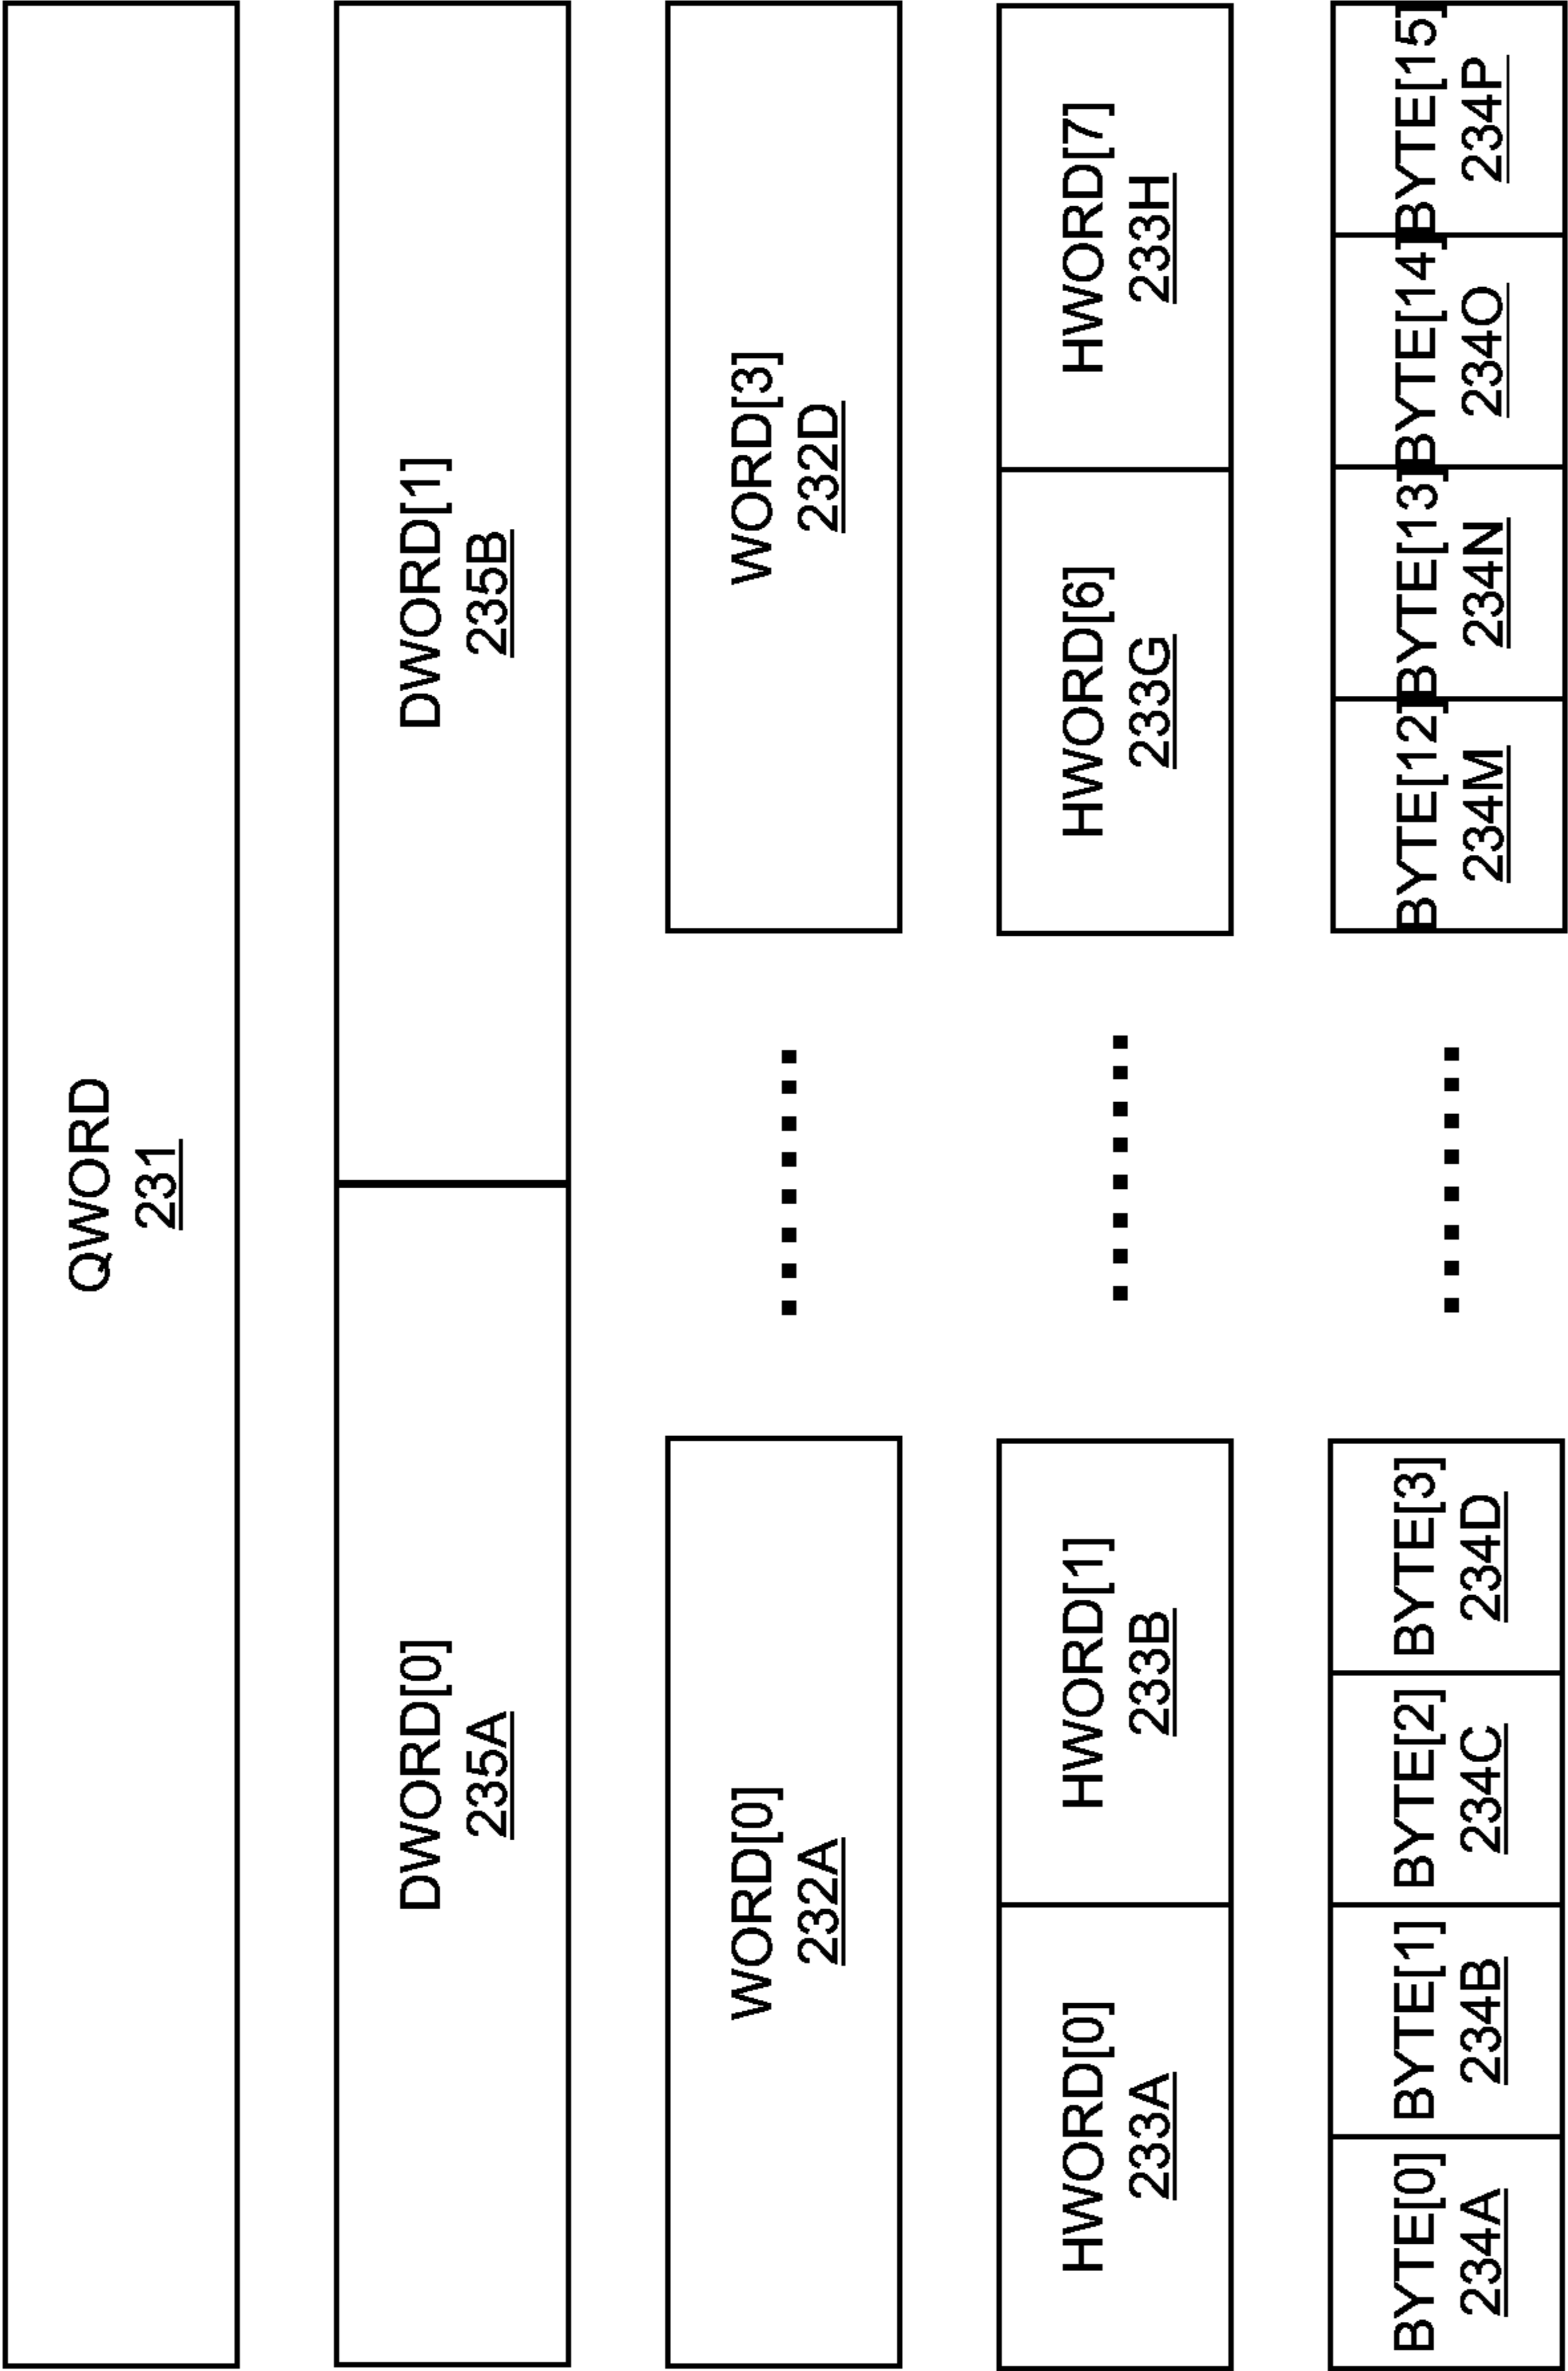 QWORD
231
DWORD[0]
235A
DWORD[1]
235B
WORD[0]
232A
WORD[3]
232D
HWORD[0]
233A
HWORD[1]
233B
HWORD[6]
233G
HWORD[7]
233H
BYTE[0]
234A
BYTE[1]
234B
BYTE[2]
234C
BYTE[3]
234D
BYTE[12]
234M
BYTE[13]
234N
BYTE[14]
234O
BYTE[15]
234P